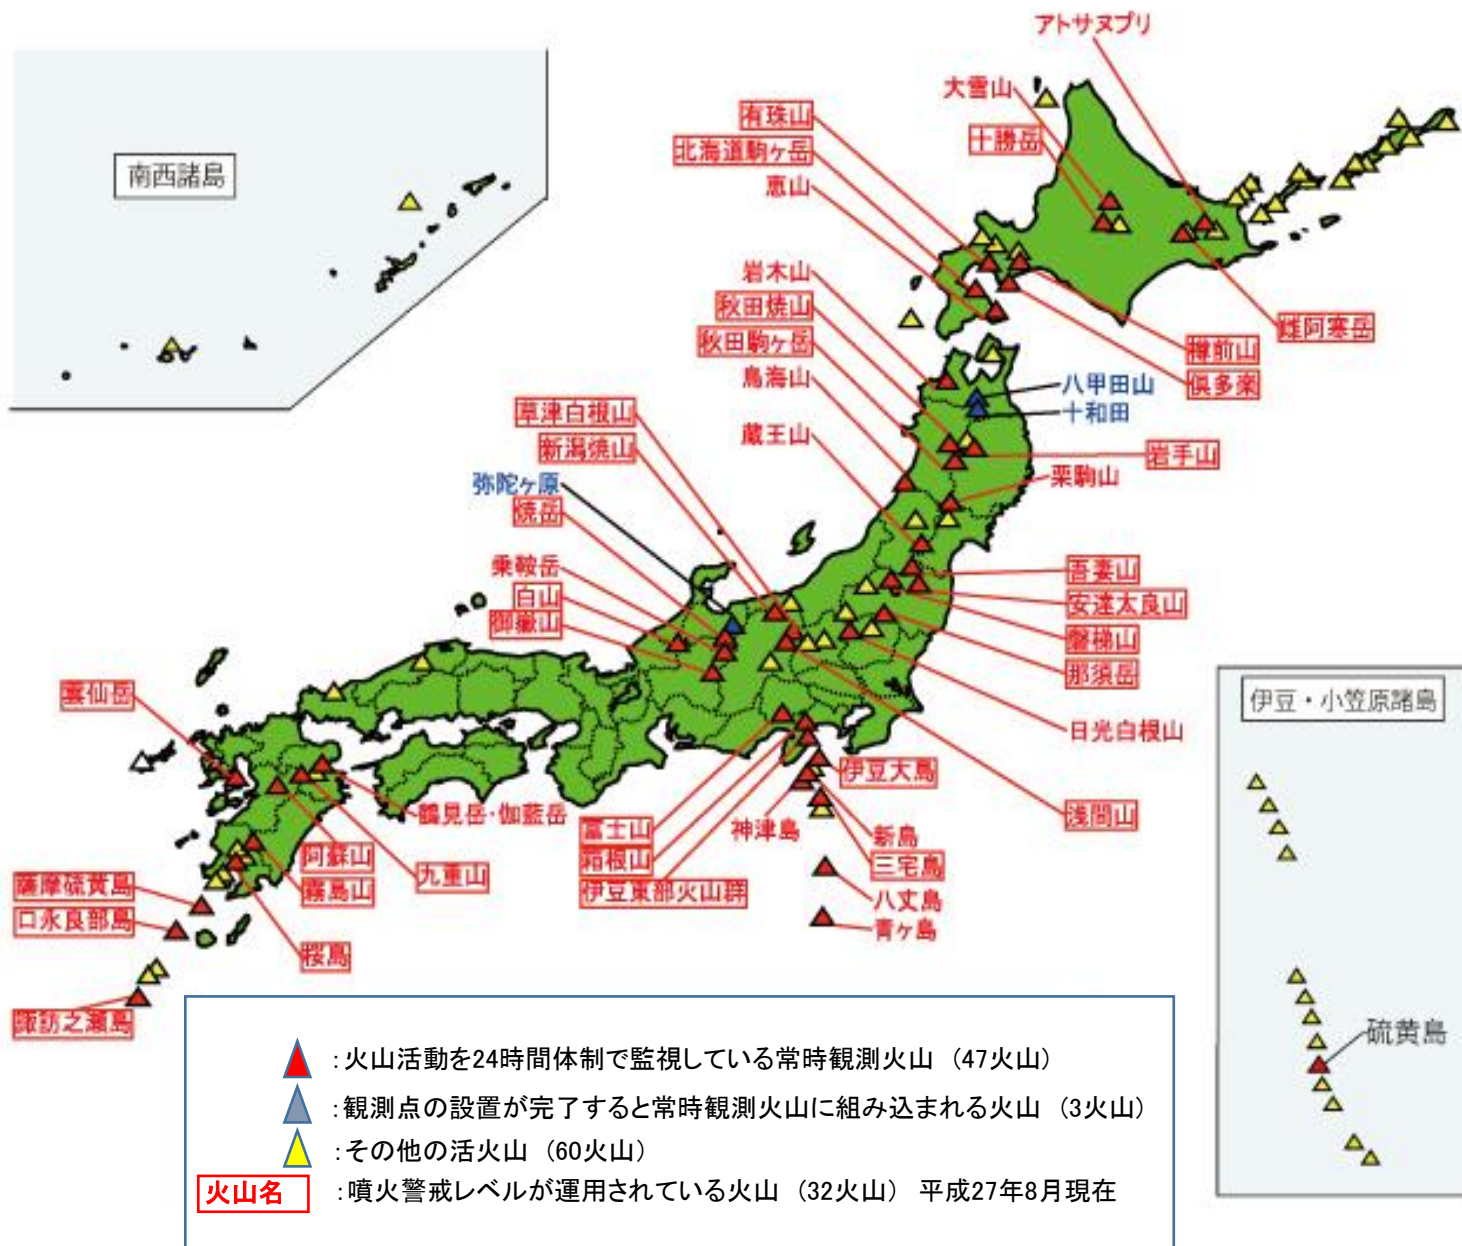 アトサヌプリ
大雪山
有珠山
十勝岳
北海道駒ヶ岳
恵山
南西諸島
岩木山
秋田焼山
秋田駒ヶ岳
鳥海山
雌阿寒岳
樽前山
倶多楽
八甲田山
十和田
草津白根山
新潟焼山
蔵王山
岩手山
栗駒山
弥陀ヶ原
焼岳
乗鞍岳
白山
御嶽山
吾妻山
安達太良山
磐梯山
那須岳
日光白根山
浅間山
伊豆・小笠原諸島
雲仙岳
鶴見岳・伽藍岳
阿蘇山
九重山
霧島山
富士山
箱根山
伊豆東部火山群
神津島
伊豆大島
新島
三宅島
八丈島
青ヶ島
薩摩硫黄島
口永良部島
桜島
諏訪之瀬島
硫黄島
:火山活動を24時間体制で監視している常時観測火山 (47火山)
:観測点の設置が完了すると常時観測火山に組み込まれる火山 (3火山)
:その他の活火山 (60火山)
火山名 :噴火警戒レベルが運用されている火山 (32火山) 平成27年8月現在